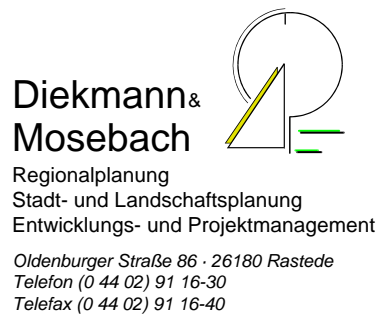 Diekmann&
Mosebach
Regionalplanung
Stadt- und Landschaftsplanung
Entwicklungs- und Projektmanagement
Oldenburger Straße 86 · 26180 Rastede
Telefon (0 44 02) 91 16-30
Telefax (0 44 02) 91 16-40